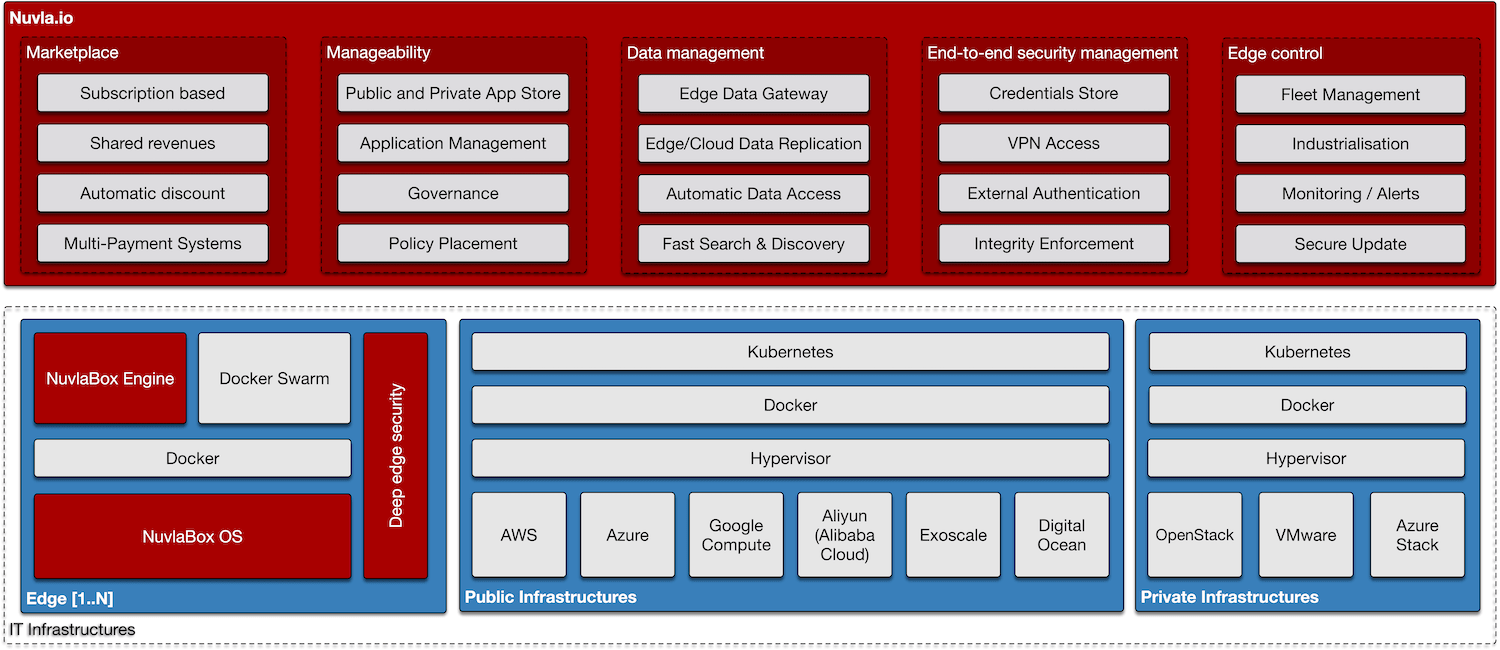 Nuvla.io
Marketplace
Subscription based
Shared revenues
Automatic discount
Multi-Payment Systems
Manageability
Public and Private App Store
Application Management
Governance
Policy Placement
Data management
Edge Data Gateway
Edge/Cloud Data Replication
Automatic Data Access
Fast Search & Discovery
End-to-end security management
Credentials Store
VPN Access
External Authentication
Integrity Enforcement
Edge control
Fleet Management
Industrialisation
Monitoring / Alerts
Secure Update
NuvlaBox Engine
Docker Swarm
Deep edge security
Docker
NuvlaBox OS
Edge [1..N]
Kubernetes
Docker
Hypervisor
AWS
Azure
Google
Compute
Aliyun
(Alibaba
Cloud)
Exoscale
Digital
Ocean
Public Infrastructures
Kubernetes
Docker
Hypervisor
OpenStack
VMware
Azure
Stack
Private Infrastructures
IT Infrastructures